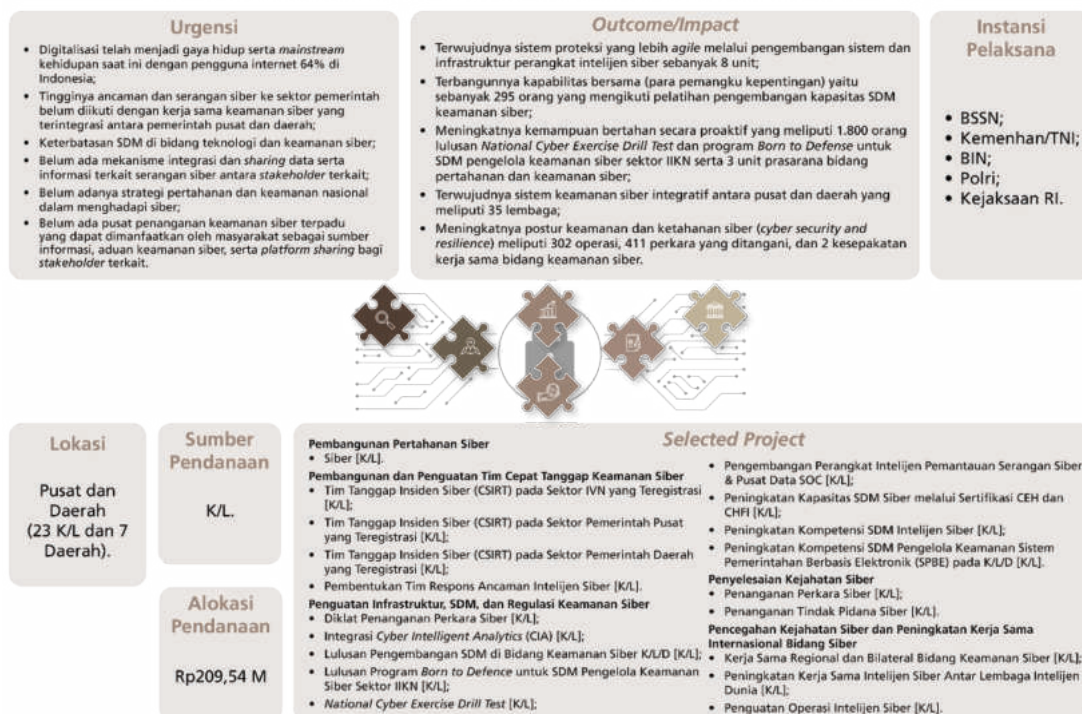 Urgensi
• Digitalisasi telah menjadi gaya hidup serta mainstream
kehidupan saat ini dengan pengguna internet 64% di
Indonesia;
• Tingginya ancaman dan serangan siber ke sektor pemerintah
belum diikuti dengan kerja sama keamanan siber yang
terintegrasi antara pemerintah pusat dan daerah;
• Keterbatasan SDM di bidang teknologi dan keamanan siber;
• Belum ada mekanisme integrasi dan sharing data serta
informasi terkait serangan siber antara stakeholder terkait;
• Belum adanya strategi pertahanan dan keamanan nasional
dalam menghadapi siber;
• Belum ada pusat penanganan keamanan siber terpadu
yang dapat dimanfaatkan oleh masyarakat sebagai sumber
informasi, aduan keamanan siber, serta platform sharing bagi
stakeholder terkait.
Outcome/Impact
• Terwujudnya sistem proteksi yang lebih agile melalui pengembangan sistem dan
infrastruktur perangkat intelijen siber sebanyak 8 unit;
• Terbangunnya kapabilitas bersama (para pemangku kepentingan) yaitu
sebanyak 295 orang yang mengikuti pelatihan pengembangan kapasitas SDM
keamanan siber;
• Meningkatnya kemampuan bertahan secara proaktif yang meliputi 1.800 orang
lulusan National Cyber Exercise Drill Test dan program Born to Defense untuk
SDM pengelola keamanan siber sektor IIKN serta 3 unit prasarana bidang
pertahanan dan keamanan siber;
• Terwujudnya sistem keamanan siber integratif antara pusat dan daerah yang
meliputi 35 lembaga;
• Meningkatnya postur keamanan dan ketahanan siber (cyber security and
resilience) meliputi 302 operasi, 411 perkara yang ditangani, dan 2 kesepakatan
kerja sama bidang keamanan siber.
Instansi
Pelaksana
• BSSN;
• Kemenhan/TNI;
• BIN;
• Polri;
• Kejaksaan RI.
Lokasi
Pusat dan
Daerah
(23 K/L dan 7
Daerah).
Sumber
Pendanaan
K/L.
Alokasi
Pendanaan
Rp209,54 M
Selected Project
Pembangunan Pertahanan Siber
• Siber [K/L].
Pembangunan dan Penguatan Tim Cepat Tanggap Keamanan Siber
• Tim Tanggap Insiden Siber (CSIRT) pada Sektor IVN yang Teregistrasi
[K/L];
• Tim Tanggap Insiden Siber (CSIRT) pada Sektor Pemerintah Pusat
yang Teregistrasi [K/L];
• Tim Tanggap Insiden Siber (CSIRT) pada Sektor Pemerintah Daerah
yang Teregistrasi [K/L];
• Pembentukan Tim Respons Ancaman Intelijen Siber [K/L].
Penguatan Infrastruktur, SDM, dan Regulasi Keamanan Siber
• Diklat Penanganan Perkara Siber [K/L];
• Integrasi Cyber Intelligent Analytics (CIA) [K/L];
• Lulusan Pengembangan SDM di Bidang Keamanan Siber K/L/D [K/L];
• Lulusan Program Born to Defence untuk SDM Pengelola Keamanan
Siber Sektor IIKN [K/L];
• National Cyber Exercise Drill Test [K/L];
• Pengembangan Perangkat Intelijen Pemantauan Serangan Siber
& Pusat Data SOC [K/L];
• Peningkatan Kapasitas SDM Siber melalui Sertifikasi CEH dan
CHFI [K/L];
• Peningkatan Kompetensi SDM Intelijen Siber [K/L];
• Peningkatan Kompetensi SDM Pengelola Keamanan Sistem
Pemerintahan Berbasis Elektronik (SPBE) pada K/L/D [K/L].
Penyelesaian Kejahatan Siber
• Penanganan Perkara Siber [K/L];
• Penanganan Tindak Pidana Siber [K/L].
Pencegahan Kejahatan Siber dan Peningkatan Kerja Sama
Internasional Bidang Siber
• Kerja Sama Regional dan Bilateral Bidang Keamanan Siber [K/L];
• Peningkatan Kerja Sama Intelijen Siber Antar Lembaga Intelijen
Dunia [K/L];
• Penguatan Operasi Intelijen Siber [K/L].